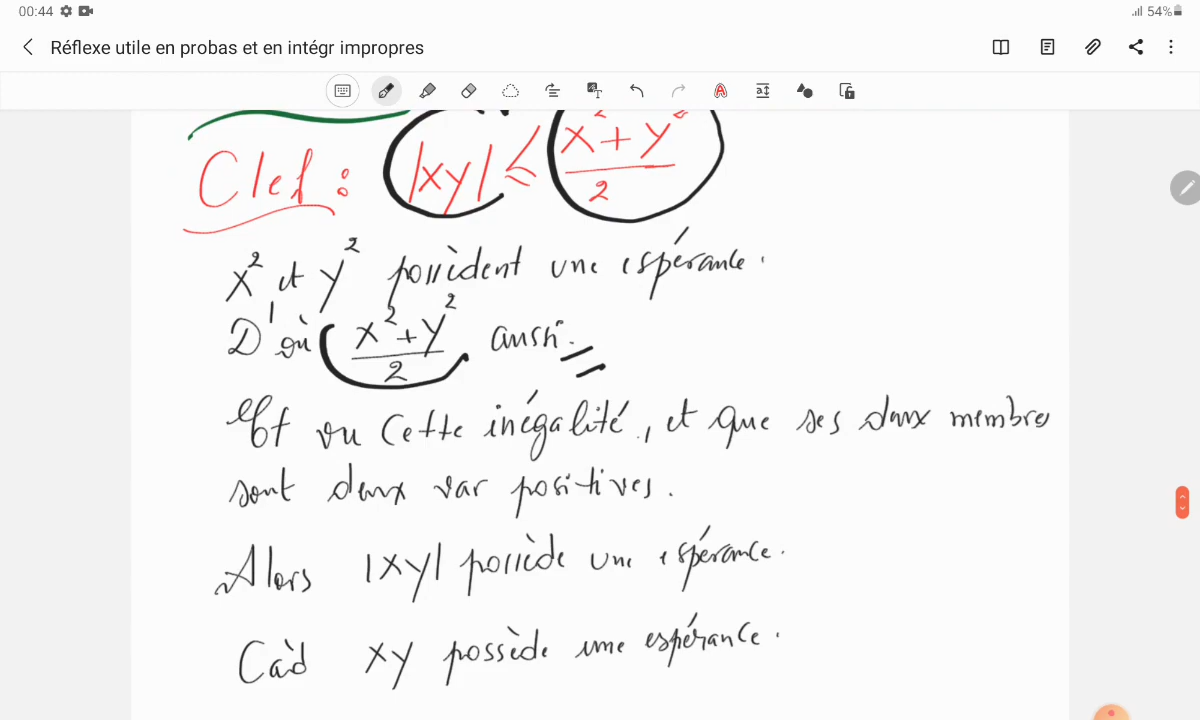 00:44 54%
Réflexe utile en probas et en intégr impropres
Clef : |XY| ≤ (X²+Y²)/2
X² et Y² possèdent une espérance.
D'où (X²+Y²)/2 aussi.
Et vu cette inégalité, et que ses deux membres
sont deux var positives.
Alors |XY| possède une espérance.
Càd XY possède une espérance.